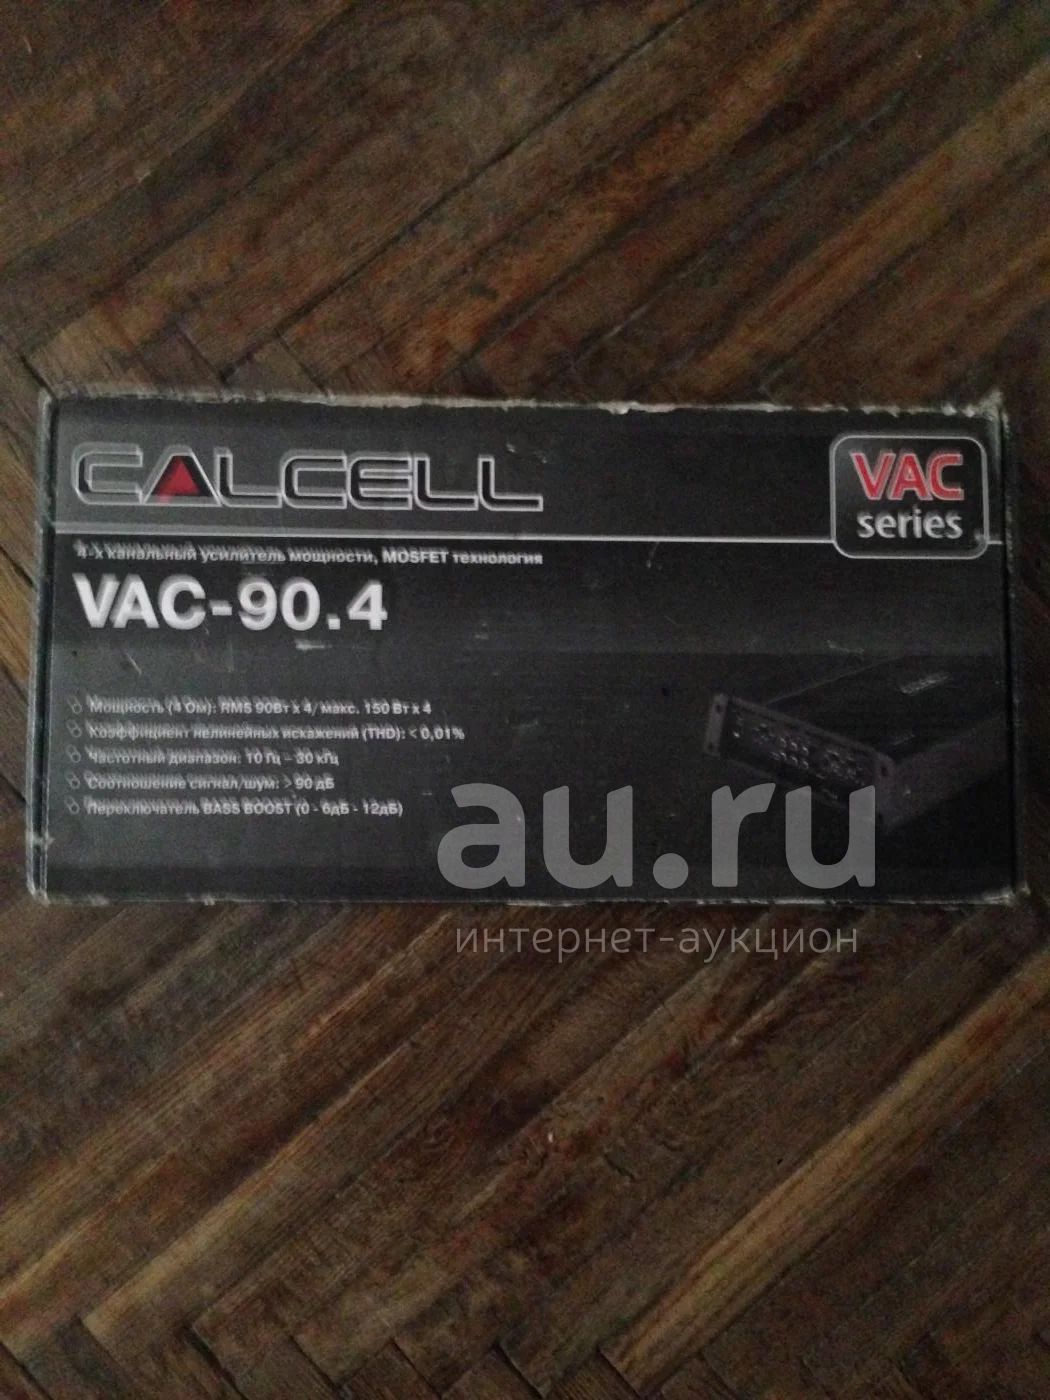 CALCELL
VAC
series
4-х канальный усилитель мощности, MOSFET технология
VAC-90.4
Мощность (4 Ом): RMS 90Вт x 4/ макс. 150 Вт x 4
Коэффициент нелинейных искажений (THD): < 0,01%
Частотный диапазон: 10 Гц – 30 кГц
Соотношение сигнал/шум: > 90 дБ
Переключатель BASS BOOST (0 - 6дБ - 12дБ)
au.ru
интернет-аукцион